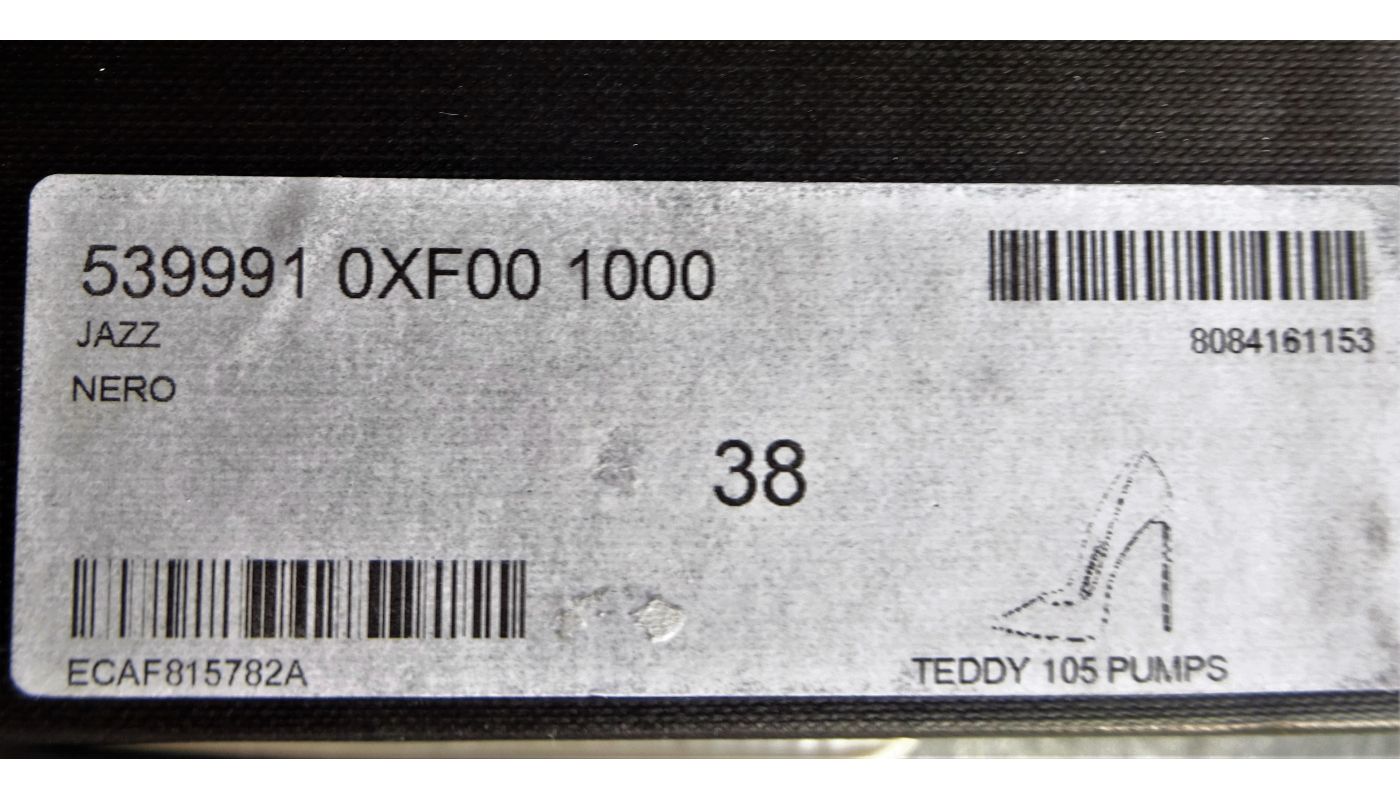 539991 0XF00 1000
JAZZ
8084161153
NERO
38
ECAF815782A
TEDDY 105 PUMPS